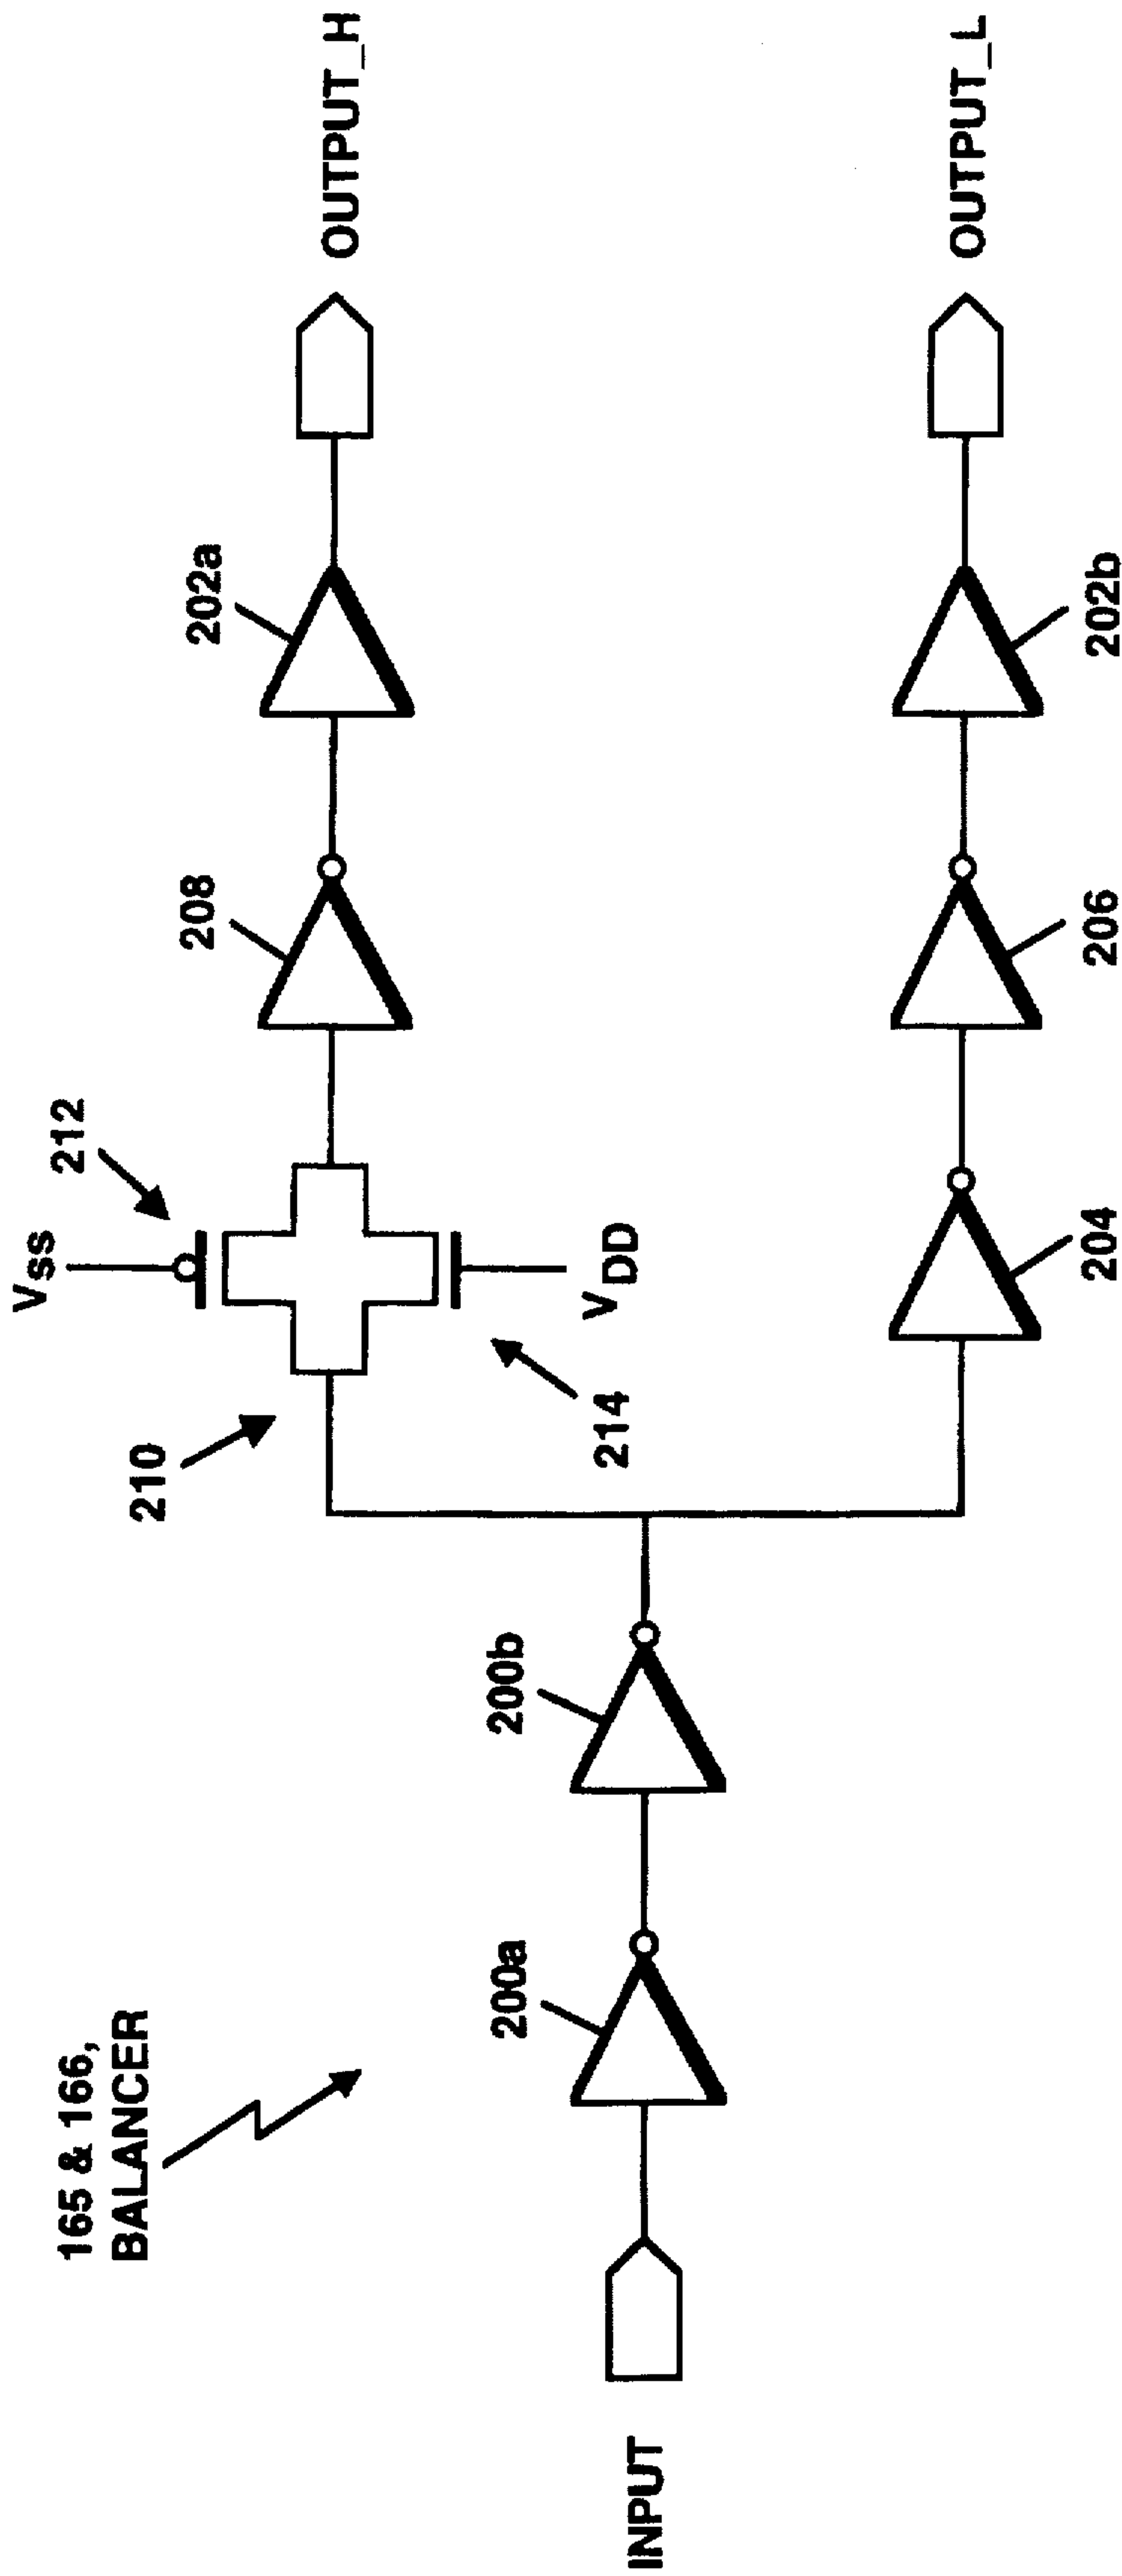 165 & 166,
BALANCER
INPUT
200a
200b
210
212
VSS
214
VDD
208
202a
OUTPUT_H
204
206
202b
OUTPUT_L